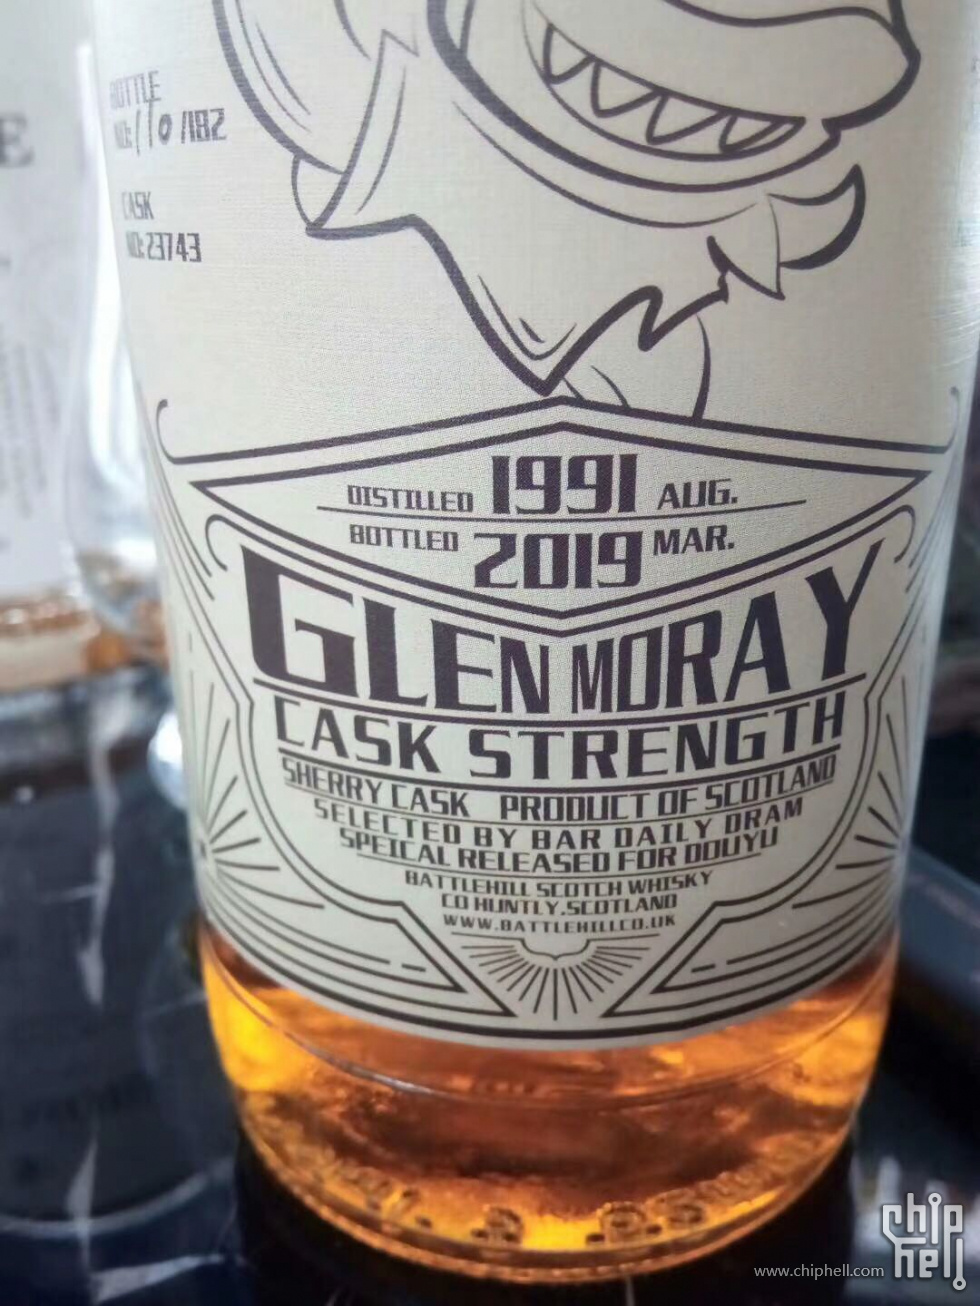 BOTTLE
NO: 110 /182
CASK
NO: 23743
DISTILLED 1991 AUG.
BOTTLED 2019 MAR.
GLEN MORAY
CASK STRENGTH
SHERRY CASK PRODUCT OF SCOTLAND
SELECTED BY BAR DAILY DRAM
SPEICAL RELEASED FOR DOUYU
BATTLEHILL SCOTCH WHISKY
CO HUNTLY.SCOTLAND
WWW.BATTLEHILLCO.UK
E
chip
hell
www.chiphell.com